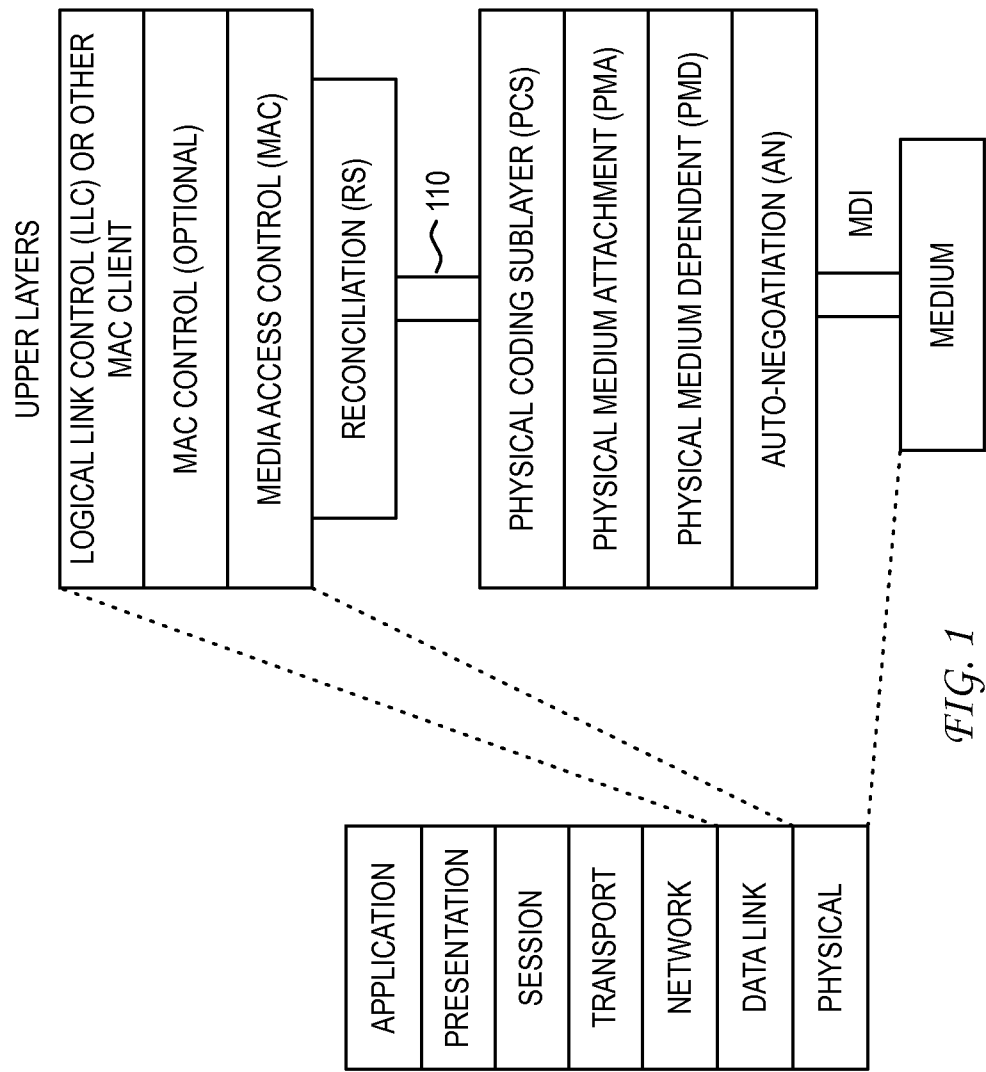 UPPER LAYERS
LOGICAL LINK CONTROL (LLC) OR OTHER
MAC CLIENT
MAC CONTROL (OPTIONAL)
MEDIA ACCESS CONTROL (MAC)
RECONCILIATION (RS)
110
PHYSICAL CODING SUBLAYER (PCS)
PHYSICAL MEDIUM ATTACHMENT (PMA)
PHYSICAL MEDIUM DEPENDENT (PMD)
AUTO-NEGOATIATION (AN)
MDI
MEDIUM
APPLICATION
PRESENTATION
SESSION
TRANSPORT
NETWORK
DATA LINK
PHYSICAL
FIG. 1